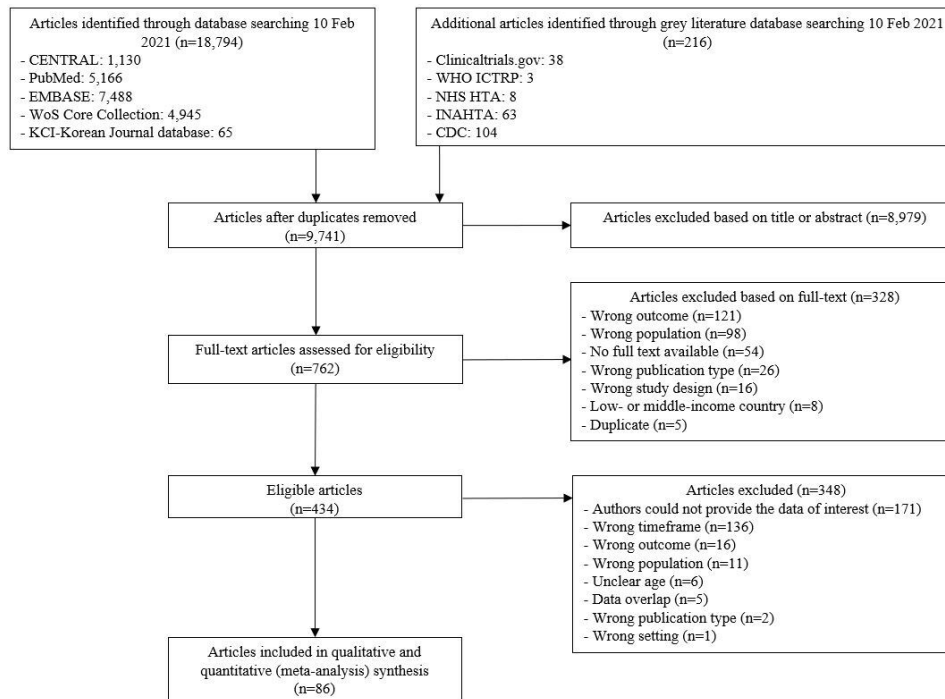 Articles identified through database searching 10 Feb
2021 (n=18,794)
- CENTRAL: 1,130
- PubMed: 5,166
- EMBASE: 7,488
- WoS Core Collection: 4,945
- KCI-Korean Journal database: 65
Additional articles identified through grey literature database searching 10 Feb 2021
(n=216)
- Clinicaltrials.gov: 38
- WHO ICTRP: 3
- NHS HTA: 8
- INAHTA: 63
- CDC: 104
Articles after duplicates removed
(n=9,741)
Articles excluded based on title or abstract (n=8,979)
Full-text articles assessed for eligibility
(n=762)
Articles excluded based on full-text (n=328)
- Wrong outcome (n=121)
- Wrong population (n=98)
- No full text available (n=54)
- Wrong publication type (n=26)
- Wrong study design (n=16)
- Low- or middle-income country (n=8)
- Duplicate (n=5)
Eligible articles
(n=434)
Articles excluded (n=348)
- Authors could not provide the data of interest (n=171)
- Wrong timeframe (n=136)
- Wrong outcome (n=16)
- Wrong population (n=11)
- Unclear age (n=6)
- Data overlap (n=5)
- Wrong publication type (n=2)
- Wrong setting (n=1)
Articles included in qualitative and
quantitative (meta-analysis) synthesis
(n=86)